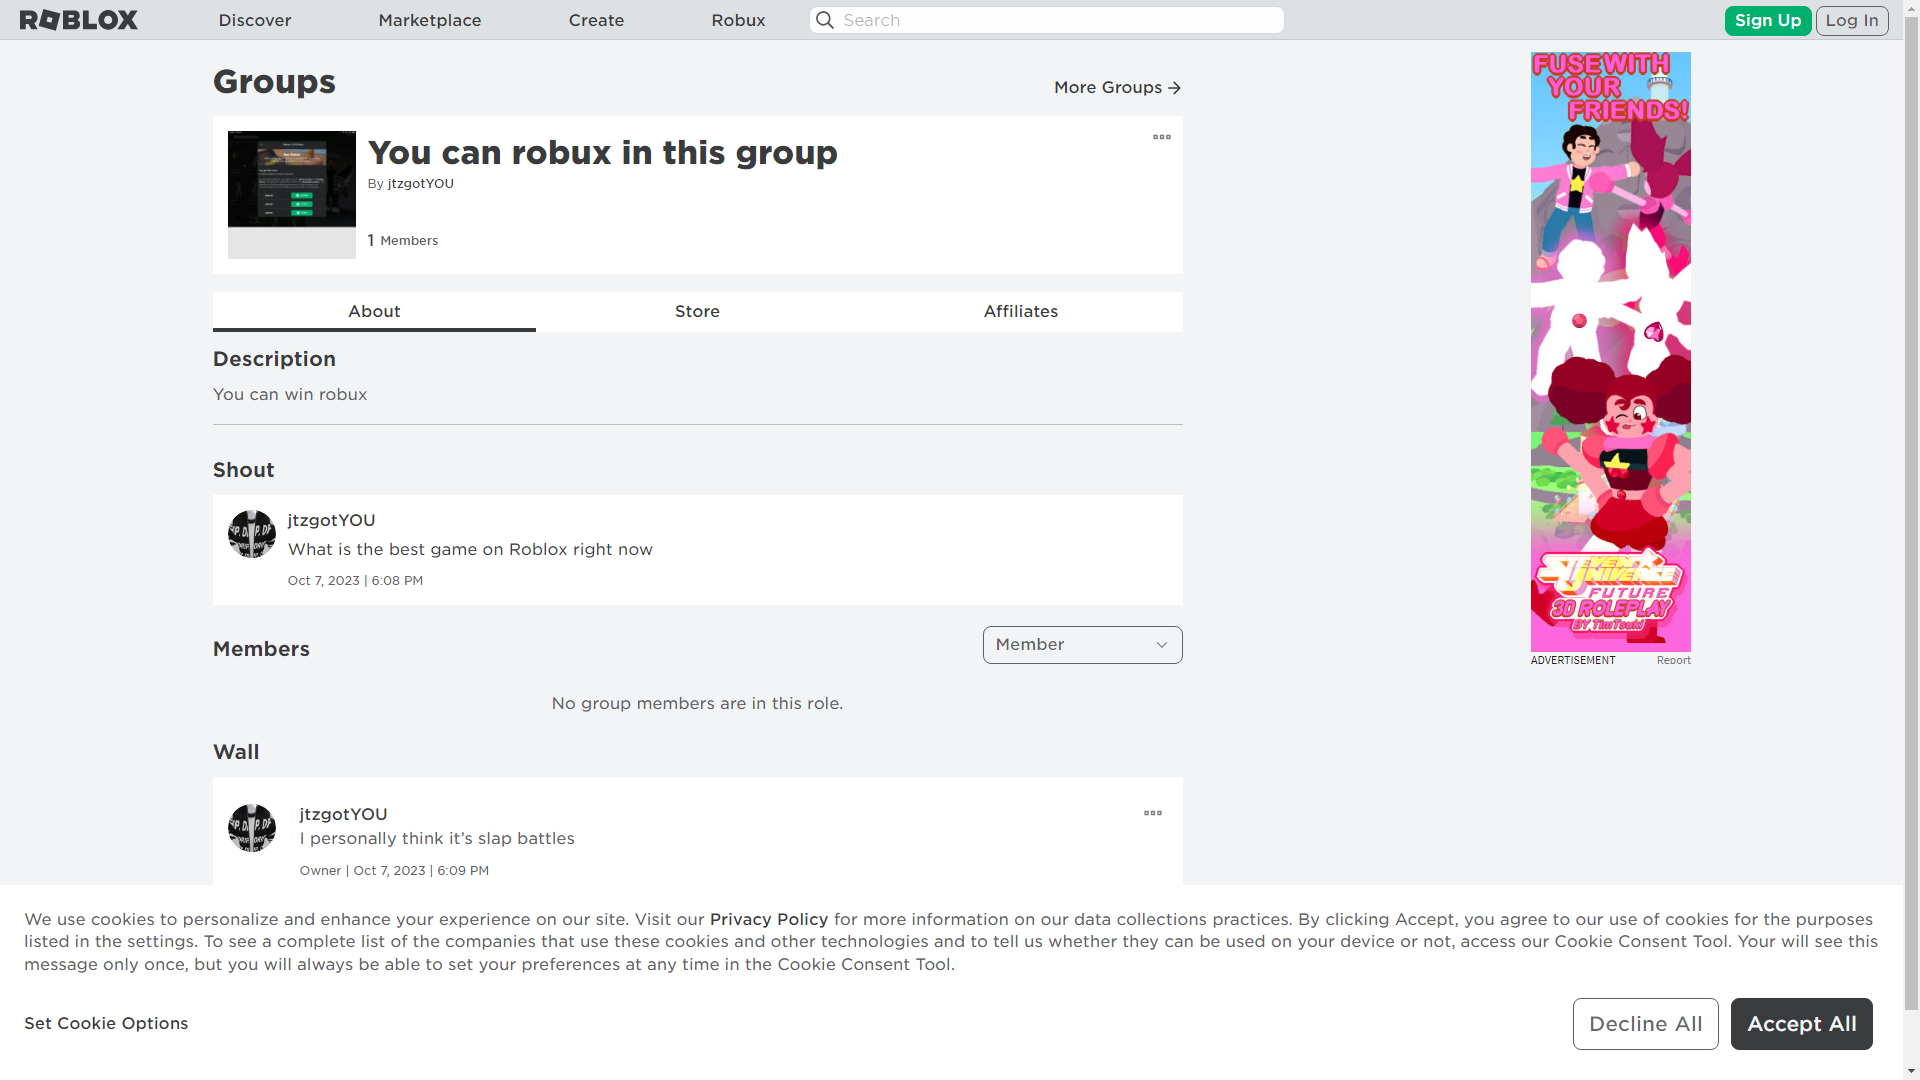 ROBLOX
Discover
Marketplace
Create
Robux
Search
Sign Up
Log In
Groups
More Groups
You can robux in this group
By jtzgotYOU
1 Members
About
Store
Affiliates
Description
You can win robux
Shout
jtzgotYOU
What is the best game on Roblox right now
Oct 7, 2023 | 6:08 PM
Members
Member
No group members are in this role.
Wall
jtzgotYOU
I personally think it’s slap battles
Owner | Oct 7, 2023 | 6:09 PM
FUSE WITH
YOUR
FRIENDS!
STEVEN
UNIVERSE
FUTURE
3D ROLEPLAY
BY TimTsuki
ADVERTISEMENT
Report
We use cookies to personalize and enhance your experience on our site. Visit our Privacy Policy for more information on our data collections practices. By clicking Accept, you agree to our use of cookies for the purposes
listed in the settings. To see a complete list of the companies that use these cookies and other technologies and to tell us whether they can be used on your device or not, access our Cookie Consent Tool. Your will see this
message only once, but you will always be able to set your preferences at any time in the Cookie Consent Tool.
Set Cookie Options
Decline All
Accept All